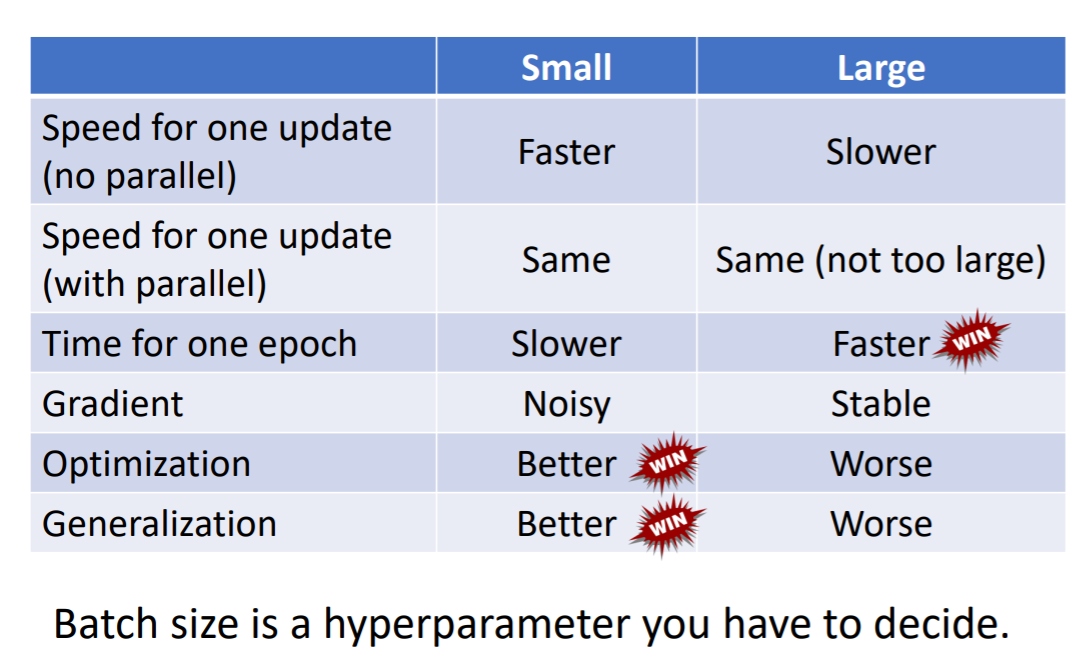 Small Large
Speed for one update
(no parallel) Faster Slower
Speed for one update
(with parallel) Same Same (not too large)
Time for one epoch Slower Faster WIN
Gradient Noisy Stable
Optimization Better WIN Worse
Generalization Better WIN Worse
Batch size is a hyperparameter you have to decide.